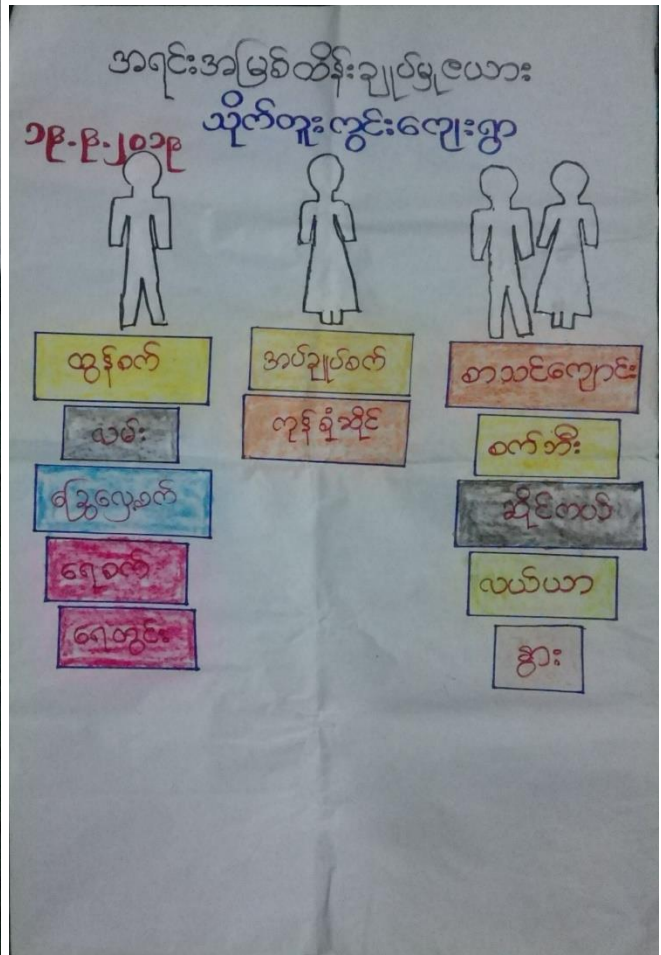 အရင်းအမြစ်ထိန်းချုပ်မှုဇယား
သိုက်တူးကွင်းကျေးရွာ
၁၉-၉-၂၀၁၉
ထွန်စက်
လမ်း
ခြွေလှေ့စက်
ရေစက်
ရေတွင်း
အပ်ချုပ်စက်
ကုန်စုံဆိုင်
စာသင်ကျောင်း
စက်ဘီး
ဆိုင်ကယ်
လယ်ယာ
နွား